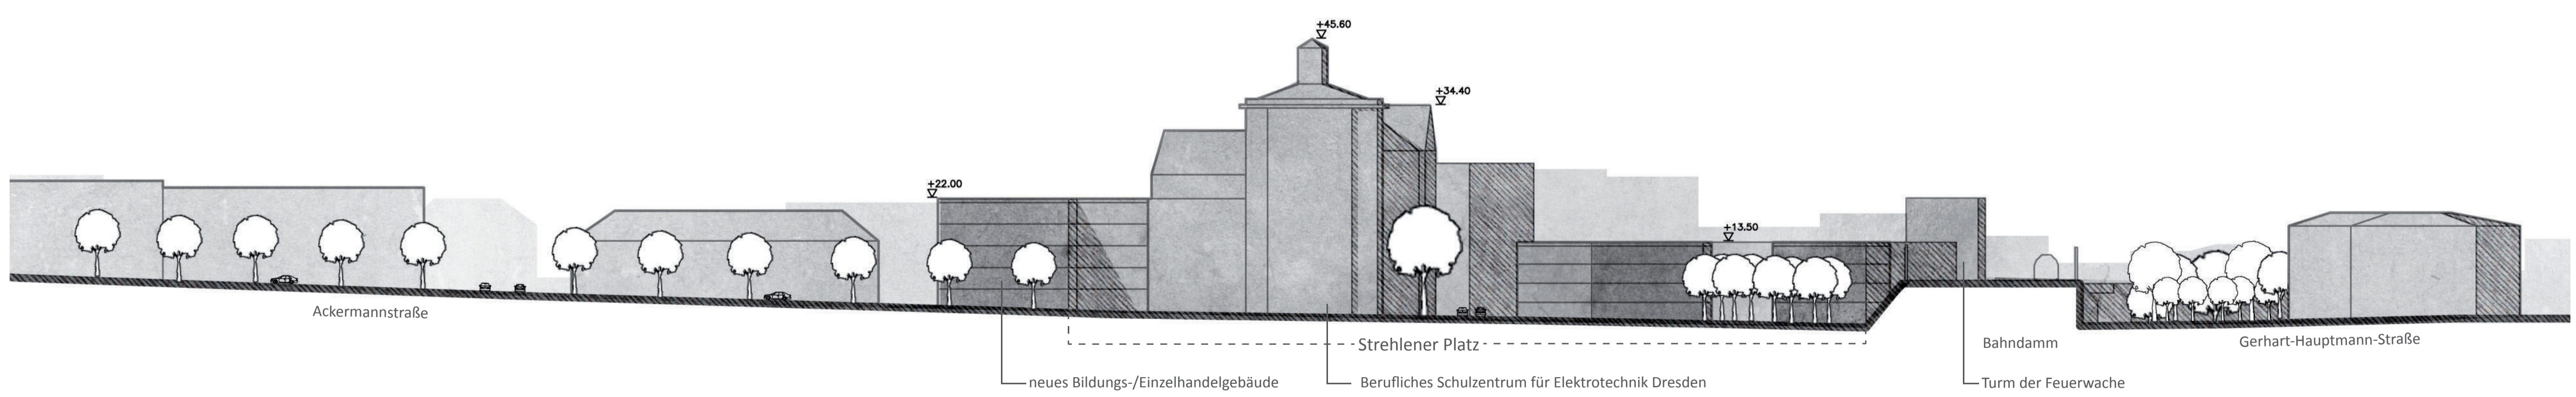 +45.60
+34.40
+22.00
+13.50
Ackermannstraße
Strehlener Platz
Bahndamm
Gerhart-Hauptmann-Straße
neues Bildungs-/Einzelhandelgebäude
Berufliches Schulzentrum für Elektrotechnik Dresden
Turm der Feuerwache